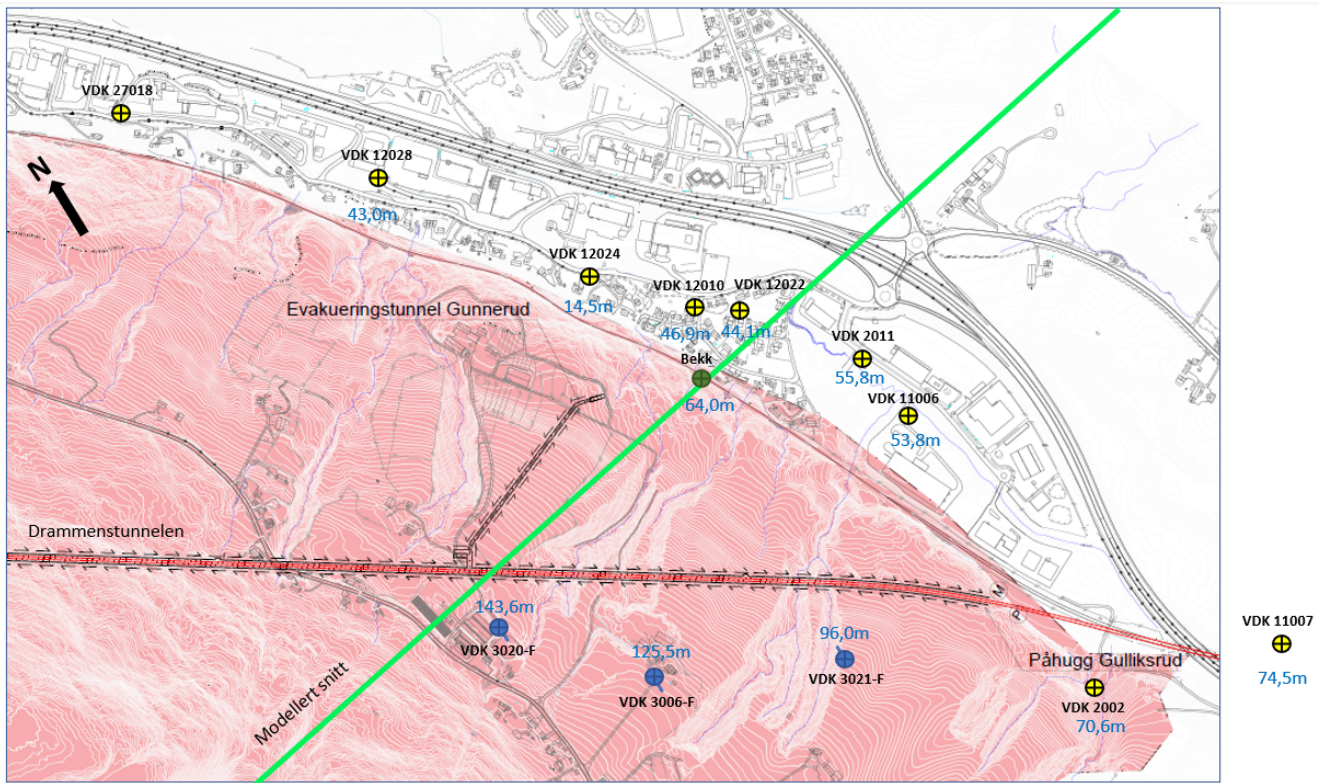 VDK 27018
VDK 12028
43,0m
N
VDK 12024
14,5m
VDK 12010
VDK 12022
46,9m
44,1m
Evakueringstunnel Gunnerud
VDK 2011
55,8m
Bekk
64,0m
VDK 11006
53,8m
Drammenstunnelen
143,6m
VDK 3020-F
125,5m
VDK 3006-F
96,0m
VDK 3021-F
M
P
VDK 11007
74,5m
Påhugg Gulliksrud
VDK 2002
70,6m
Modellert snitt